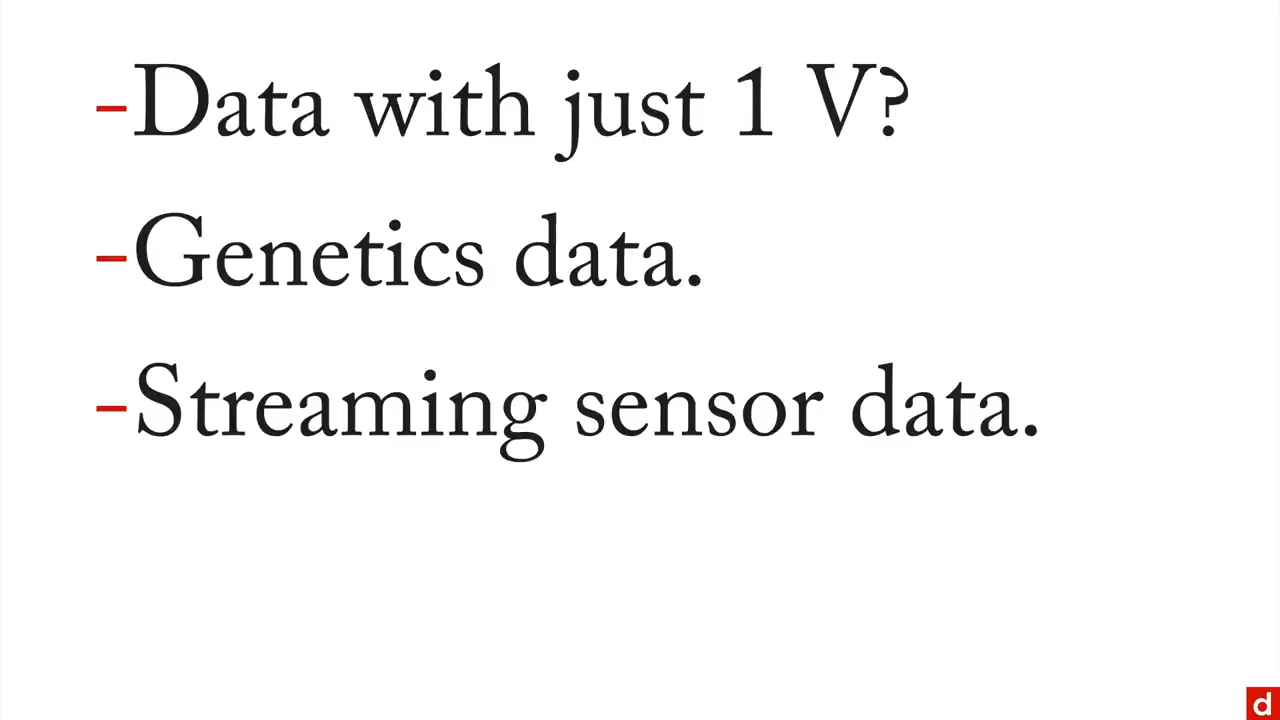 -Data with just 1 V?
-Genetics data.
-Streaming sensor data.
d